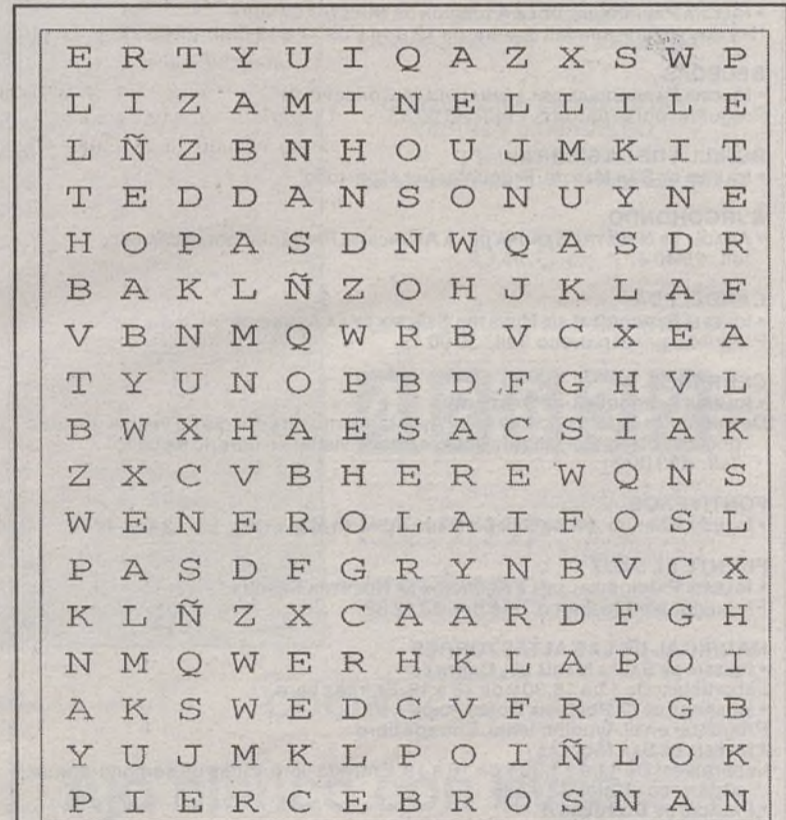 E R T Y U I Q A Z X S W P
L I Z A M I N E L L I L E
L Ñ Z B N H O U J M K I T
T E D D A N S O N U Y N E
H O P A S D N W Q A S D R
B A K L Ñ Z O H J K L A F
V B N M Q W R B V C X E A
T Y U N O P B D F G H V L
B W X H A E S A C S I A K
Z X C V B H E R E W Q N S
W E N E R O L A I F O S L
P A S D F G R Y N B V C X
K L Ñ Z X C A A R D F G H
N M Q W E R H K L A P O I
A K S W E D C V F R D G B
Y U J M K L P O I Ñ L O K
P I E R C E B R O S N A N